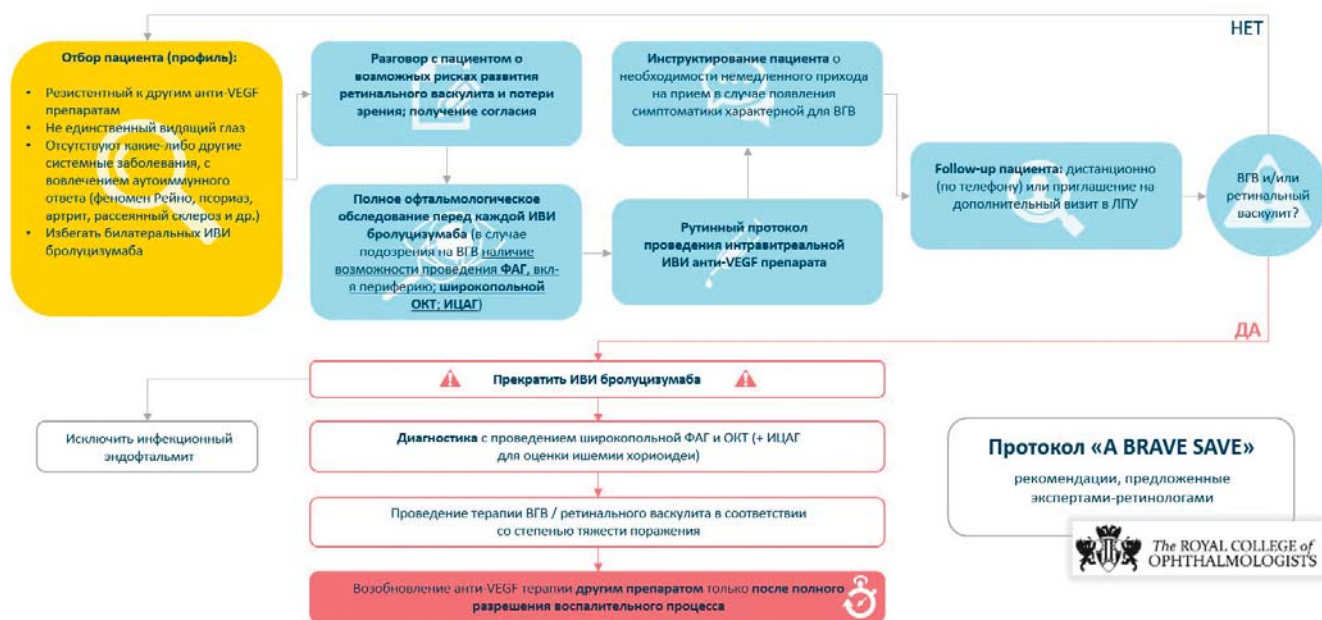 НЕТ
Отбор пациента (профиль):
• Резистентный к другим анти-VEGF
препаратам
• Не единственный видящий глаз
• Отсутствуют какие-либо другие
системные заболевания, с
вовлечением аутоиммунного
ответа (феномен Рейно, псориаз,
артрит, рассеянный склероз и др.)
• Избегать билатеральных ИВИ
бролуцизумаба
Разговор с пациентом о
возможных рисках развития
ретинального васкулита и потери
зрения; получение согласия
Полное офтальмологическое
обследование перед каждой ИВИ
бролуцизумаба (в случае
подозрения на ВГВ наличие
возможности проведения ФАГ, вкл-
я периферию; широкопольной
ОКТ; ИЦАГ)
Рутинный протокол
проведения интравитреальной
ИВИ анти-VEGF препарата
Инструктирование пациента о
необходимости немедленного прихода
на прием в случае появления
симптоматики характерной для ВГВ
Follow-up пациента: дистанционно
(по телефону) или приглашение на
дополнительный визит в ЛПУ
ВГВ и/или
ретинальный
васкулит?
ДА
Прекратить ИВИ бролуцизумаба
Исключить инфекционный
эндофтальмит
Диагностика с проведением широкопольной ФАГ и ОКТ (+ ИЦАГ
для оценки ишемии хориоидеи)
Проведение терапии ВГВ / ретинального васкулита в соответствии
со степенью тяжести поражения
Возобновление анти-VEGF терапии другим препаратом только после полного
разрешения воспалительного процесса
Протокол «A BRAVE SAVE»
рекомендации, предложенные
экспертами-ретинологами
The ROYAL COLLEGE of
OPHTHALMOLOGISTS